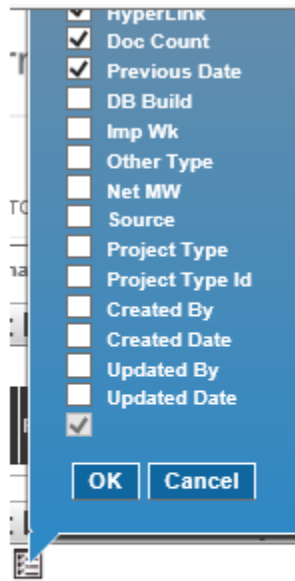 HyperLink
Doc Count
Previous Date
DB Build
Imp Wk
Other Type
Net MW
Source
Project Type
Project Type Id
Created By
Created Date
Updated By
Updated Date
OK Cancel